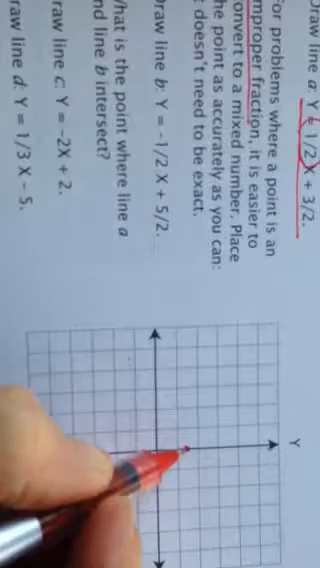 Draw line a: Y = 1/2 X + 3/2.
For problems where a point is an
improper fraction, it is easier to
convert to a mixed number. Place
the point as accurately as you can:
t doesn't need to be exact.
Draw line b: Y = -1/2 X + 5/2.
What is the point where line a
and line b intersect?
raw line c: Y = -2X + 2.
raw line d: Y = 1/3 X - 5.
Y